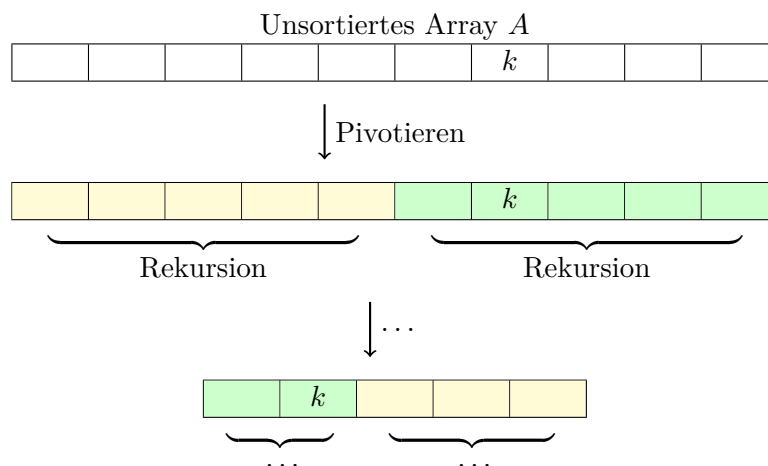 Unsortiertes Array A
k
Pivotieren
k
Rekursion Rekursion
...
k
... ...